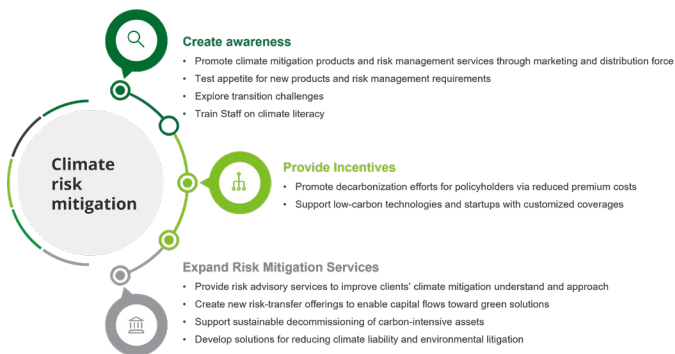 Create awareness
• Promote climate mitigation products and risk management services through marketing and distribution force
• Test appetite for new products and risk management requirements
• Explore transition challenges
• Train Staff on climate literacy
Climate
risk
mitigation
Provide Incentives
• Promote decarbonization efforts for policyholders via reduced premium costs
• Support low-carbon technologies and startups with customized coverages
Expand Risk Mitigation Services
• Provide risk advisory services to improve clients' climate mitigation understand and approach
• Create new risk-transfer offerings to enable capital flows toward green solutions
• Support sustainable decommissioning of carbon-intensive assets
• Develop solutions for reducing climate liability and environmental litigation